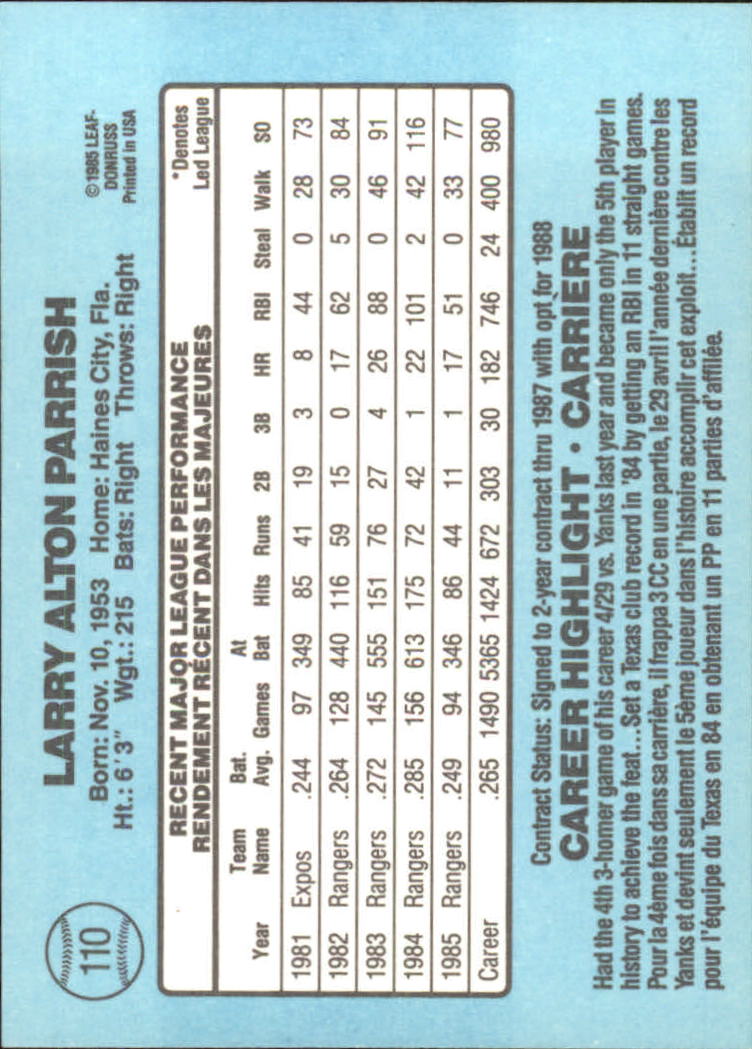 110
LARRY ALTON PARRISH
Born: Nov. 10, 1953 Home: Haines City, Fla.
Ht.: 6'3" Wgt.: 215 Bats: Right Throws: Right
©1985 LEAF-
DONRUSS
Printed in USA
RECENT MAJOR LEAGUE PERFORMANCE
RENDEMENT RÉCENT DANS LES MAJEURES
*Denotes
Led League
Year Team Name Bat. Avg. Games At Bat Hits Runs 2B 3B HR RBI Steal Walk SO
1981 Expos .244 97 349 85 41 19 3 8 44 0 28 73
1982 Rangers .264 128 440 116 59 15 0 17 62 5 30 84
1983 Rangers .272 145 555 151 76 27 4 26 88 0 46 91
1984 Rangers .285 156 613 175 72 42 1 22 101 2 42 116
1985 Rangers .249 94 346 86 44 11 1 17 51 0 33 77
Career .265 1490 5365 1424 672 303 30 182 746 24 400 980
Contract Status: Signed to 2-year contract thru 1987 with opt for 1988
CAREER HIGHLIGHT • CARRIÈRE
Had the 4th 3-homer game of his career 4/29 vs. Yanks last year and became only the 5th player in
history to achieve the feat...Set a Texas club record in '84 by getting an RBI in 11 straight games.
Pour la 4ème fois dans sa carrière, il frappa 3 CC en une partie, le 29 avril l'année dernière contre les
Yanks et devint seulement le 5ème joueur dans l'histoire accomplir cet exploit... Établit un record
pour l'équipe du Texas en 84 en obtenant un PP en 11 parties d'affilée.